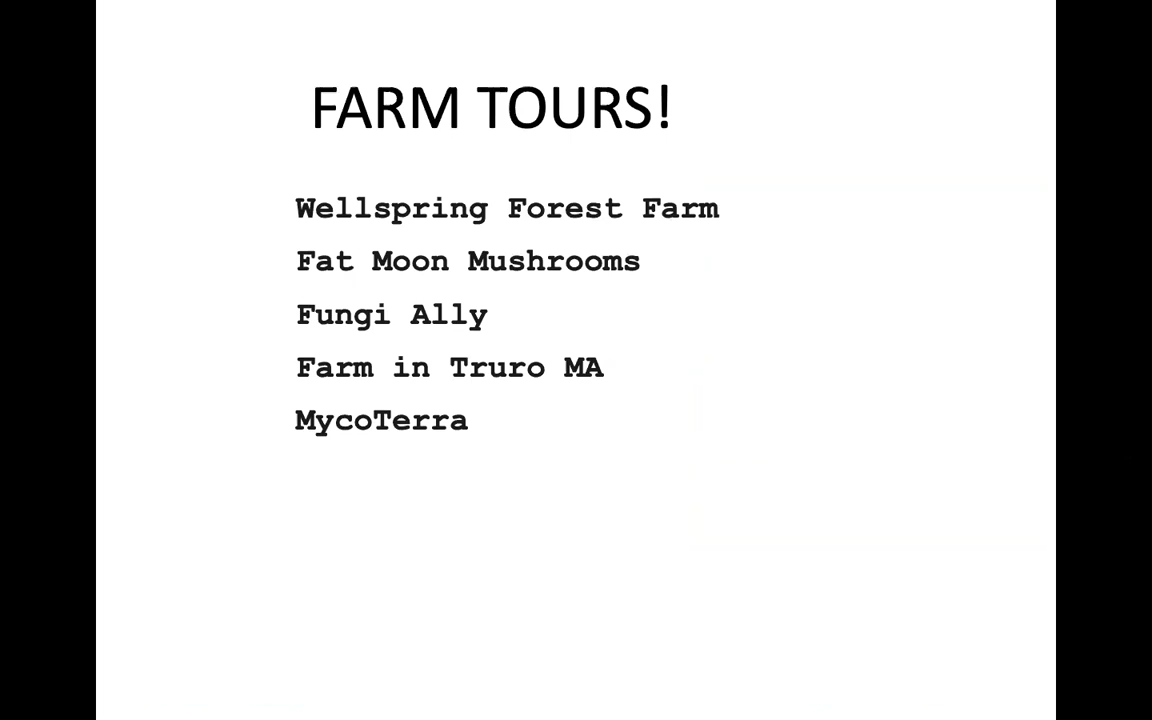 FARM TOURS!
Wellspring Forest Farm
Fat Moon Mushrooms
Fungi Ally
Farm in Truro MA
MycoTerra